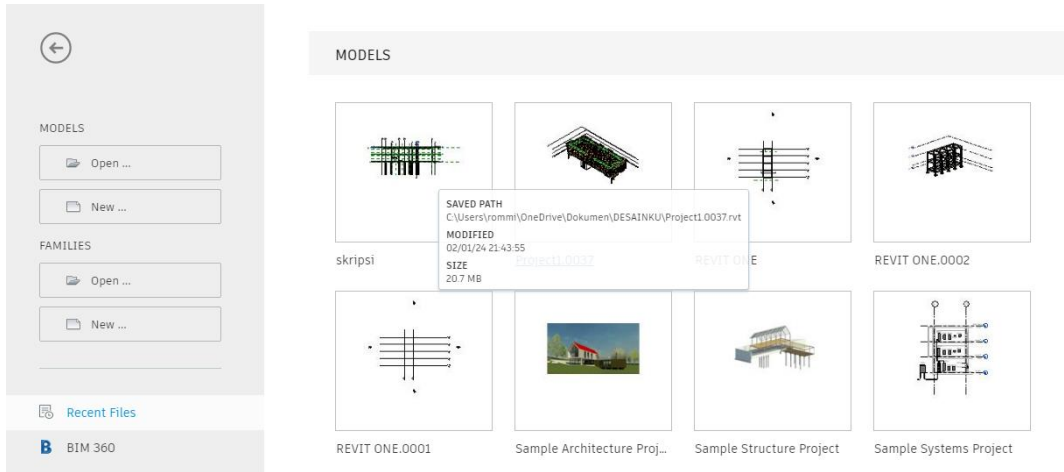 MODELS
Open ...
New ...
FAMILIES
Open ...
New ...
Recent Files
BIM 360
MODELS
skripsi
Project1.0037
REVIT ONE
REVIT ONE.0002
SAVED PATH
C:\Users\rommi\OneDrive\Dokumen\DESAINKU\Project1.0037.rvt
MODIFIED
02/01/24 21:43:55
SIZE
20.7 MB
REVIT ONE.0001
Sample Architecture Proj...
Sample Structure Project
Sample Systems Project